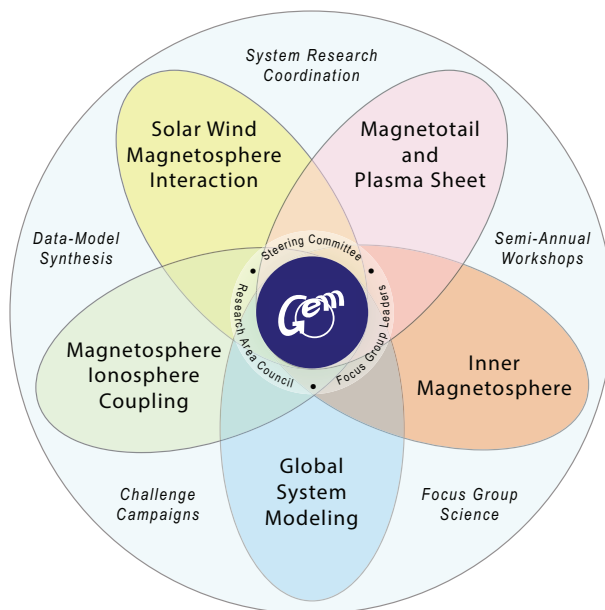 System Research
Coordination
Solar Wind
Magnetosphere
Interaction
Magnetotail
and
Plasma Sheet
Data-Model
Synthesis
Steering Committee
Semi-Annual
Workshops
Research Area Council
Gem
Focus Group Leaders
Magnetosphere
Ionosphere
Coupling
Inner
Magnetosphere
Global
System
Modeling
Challenge
Campaigns
Focus Group
Science